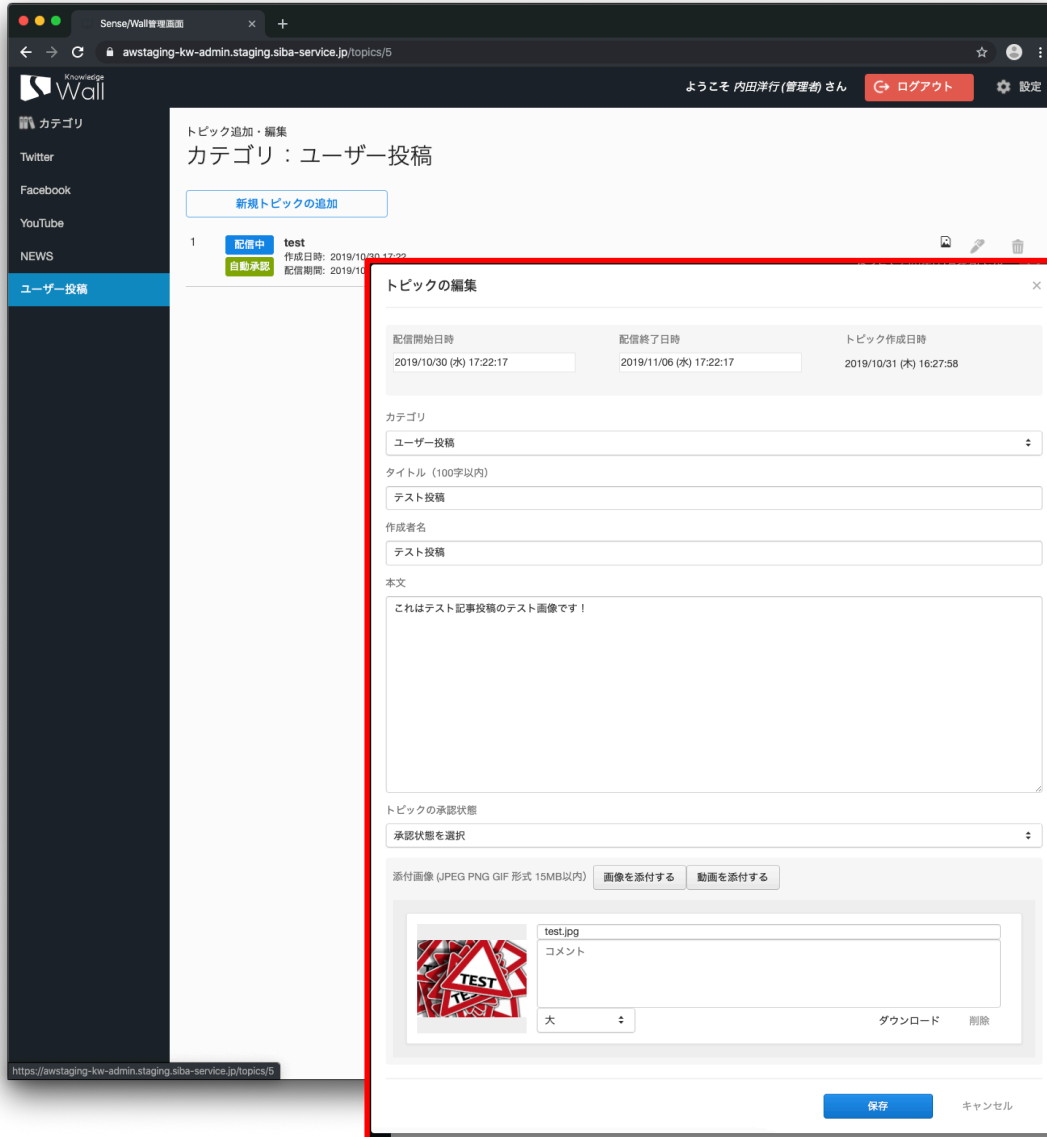 Sense/Wall管理画面
awstaging-kw-admin.staging.siba-service.jp/topics/5
Knowledge
Wall
ようこそ 内田洋行(管理者) さん
ログアウト
設定
カテゴリ
Twitter
Facebook
YouTube
NEWS
ユーザー投稿
トピック追加・編集
カテゴリ：ユーザー投稿
新規トピックの追加
1 配信中 test
作成日時: 2019/10/30 17:22
自動承認 配信期間: 2019/10
トピックの編集
配信開始日時 配信終了日時 トピック作成日時
2019/10/30 (水) 17:22:17 2019/11/06 (水) 17:22:17 2019/10/31 (木) 16:27:58
カテゴリ
ユーザー投稿
タイトル（100字以内）
テスト投稿
作成者名
テスト投稿
本文
これはテスト記事投稿のテスト画像です！
トピックの承認状態
承認状態を選択
添付画像 (JPEG PNG GIF 形式 15MB以内) 画像を添付する 動画を添付する
test.jpg
コメント
TEST
大 ダウンロード 削除
https://awstaging-kw-admin.staging.siba-service.jp/topics/5
保存 キャンセル